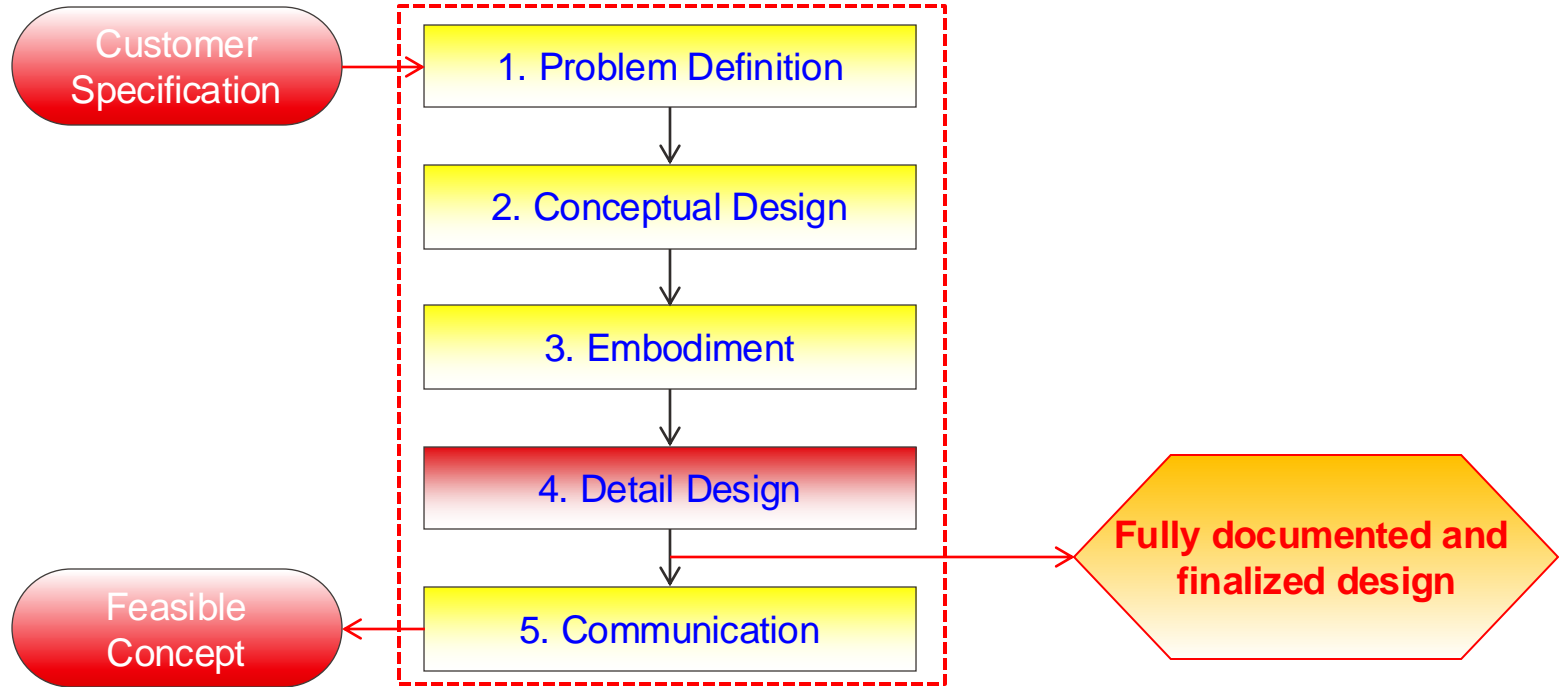 Customer
Specification
1. Problem Definition
2. Conceptual Design
3. Embodiment
4. Detail Design
Fully documented and
finalized design
5. Communication
Feasible
Concept